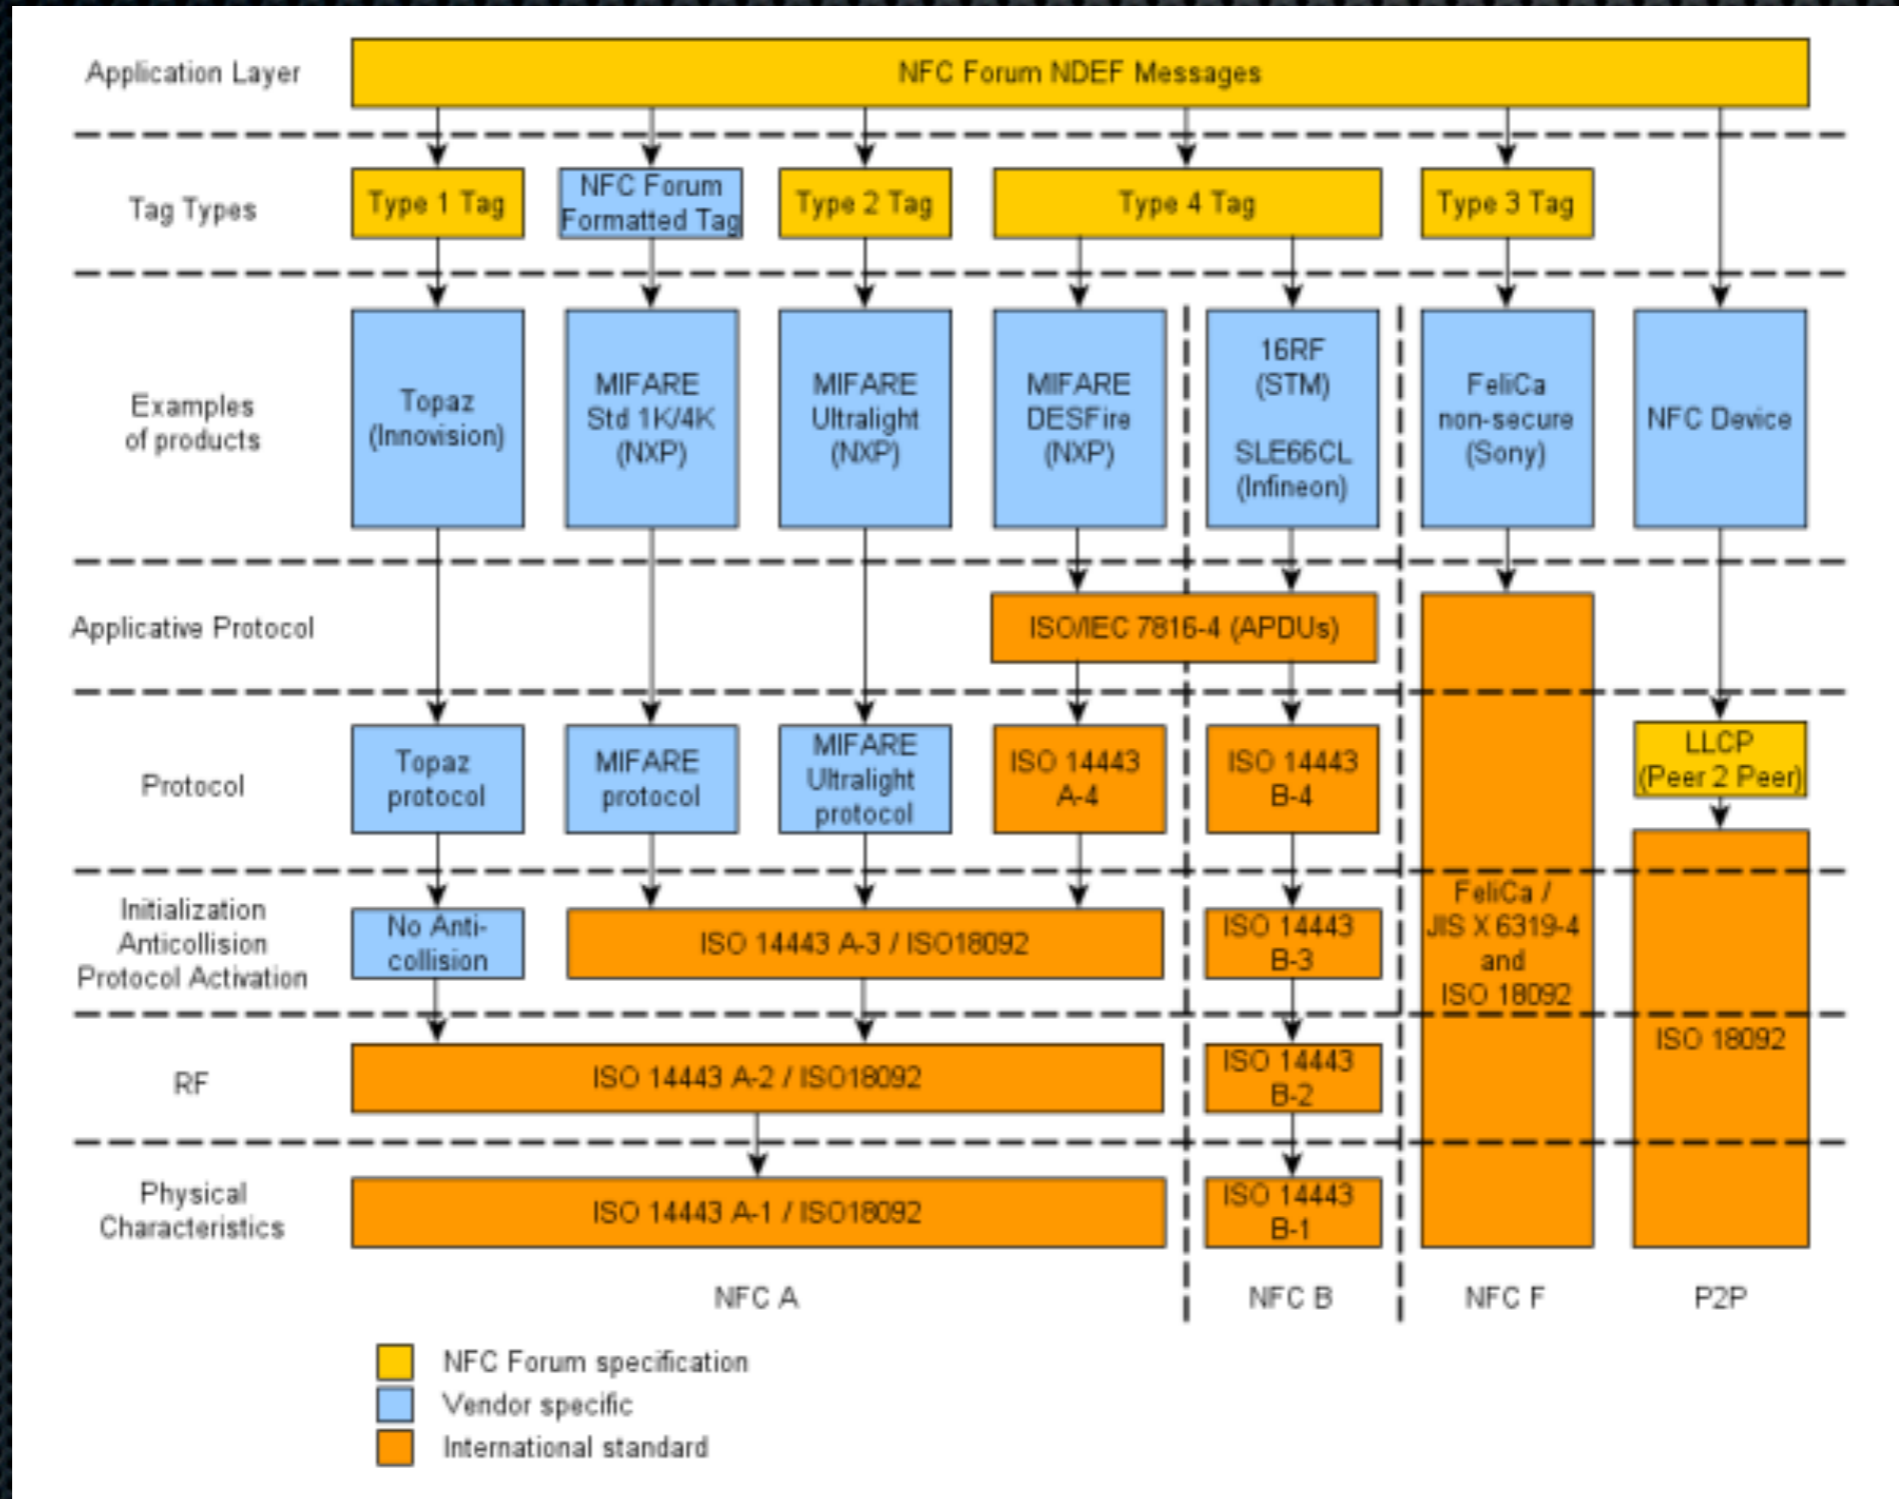 Application Layer
NFC Forum NDEF Messages
Tag Types
Type 1 Tag
NFC Forum
Formatted Tag
Type 2 Tag
Type 4 Tag
Type 3 Tag
Examples
of products
Topaz
(Innovision)
MIFARE
Std 1K/4K
(NXP)
MIFARE
Ultralight
(NXP)
MIFARE
DESFire
(NXP)
16RF
(STM)
SLE66CL
(Infineon)
FeliCa
non-secure
(Sony)
NFC Device
Applicative Protocol
ISO/IEC 7816-4 (APDUs)
Protocol
Topaz
protocol
MIFARE
protocol
MIFARE
Ultralight
protocol
ISO 14443
A-4
ISO 14443
B-4
LLCP
(Peer 2 Peer)
Initialization
Anticollision
Protocol Activation
No Anti-
collision
ISO 14443 A-3 / ISO18092
ISO 14443
B-3
FeliCa /
JIS X 6319-4
and
ISO 18092
ISO 18092
RF
ISO 14443 A-2 / ISO18092
ISO 14443
B-2
Physical
Characteristics
ISO 14443 A-1 / ISO18092
ISO 14443
B-1
NFC A
NFC B
NFC F
P2P
NFC Forum specification
Vendor specific
International standard